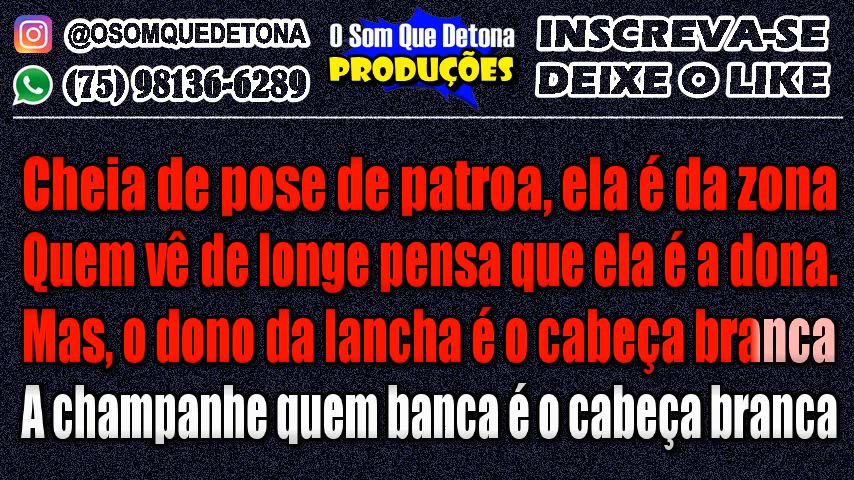 @OSOMQUEDETONA
(75) 98136-6289
O Som Que Detona
PRODUÇÕES
INSCREVA-SE
DEIXE O LIKE
Cheia de pose de patroa, ela é da zona
Quem vê de longe pensa que ela é a dona.
Mas, o dono da lancha é o cabeça branca
A champanhe quem banca é o cabeça branca